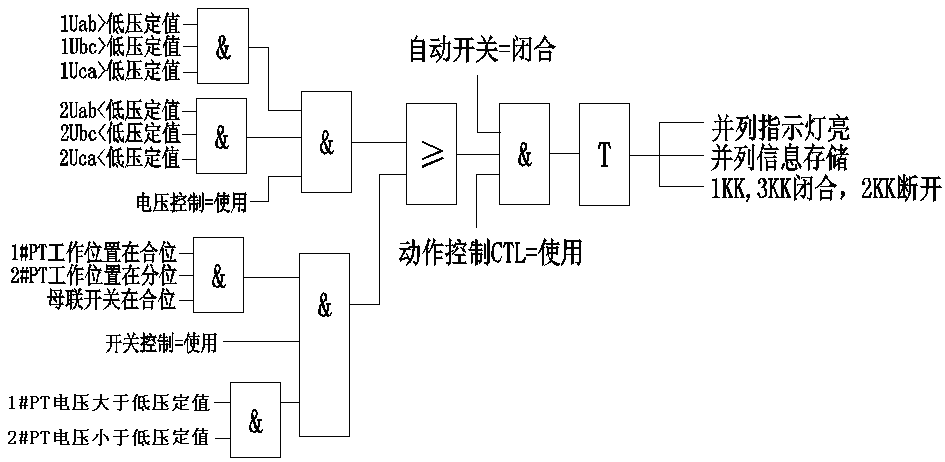 1Uab>低压定值
1Ubc>低压定值
1Uca>低压定值
&
2Uab<低压定值
2Ubc<低压定值
2Uca<低压定值
&
电压控制=使用
&
1#PT工作位置在合位
2#PT工作位置在分位
母联开关在合位
&
开关控制=使用
&
1#PT电压大于低压定值
2#PT电压小于低压定值
&
≥
自动开关=闭合
&
动作控制CTL=使用
T
并列指示灯亮
并列信息存储
1KK,3KK闭合，2KK断开